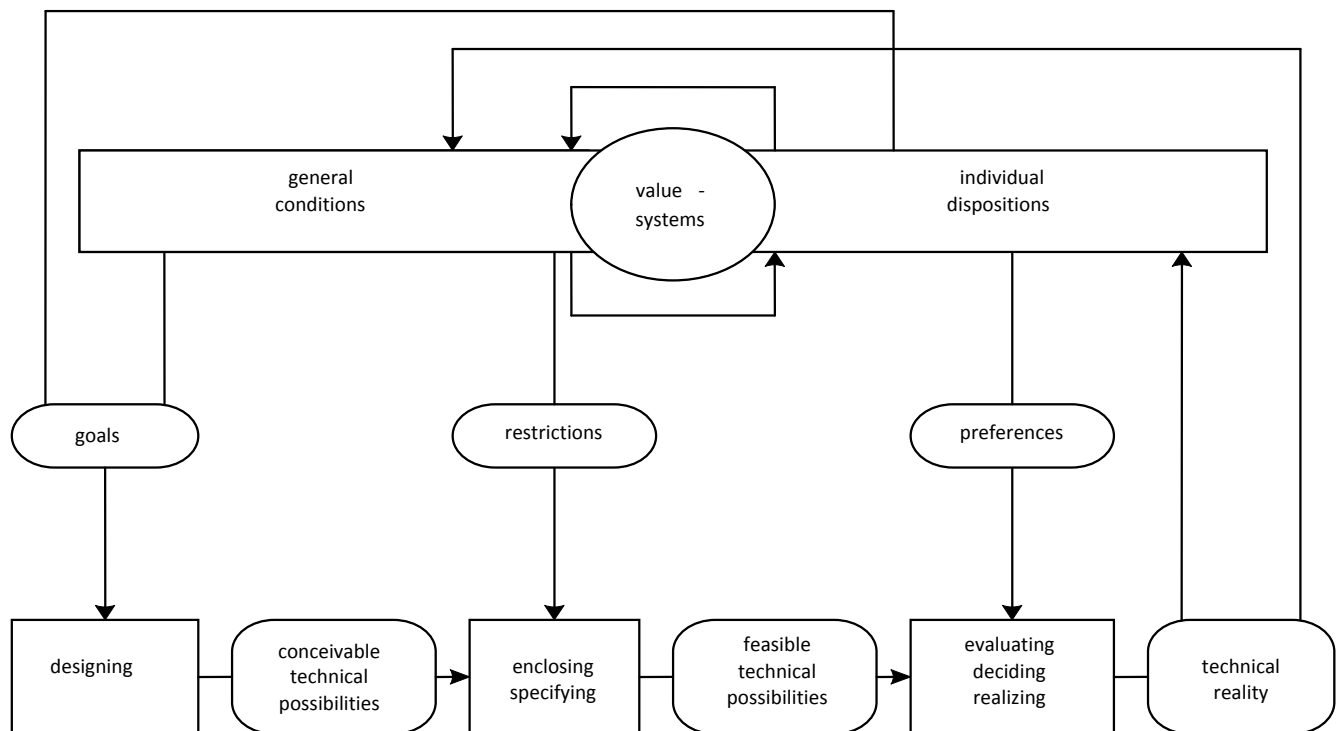 general
conditions
value -
systems
individual
dispositions
goals
restrictions
preferences
designing
conceivable
technical
possibilities
enclosing
specifying
feasible
technical
possibilities
evaluating
deciding
realizing
technical
reality